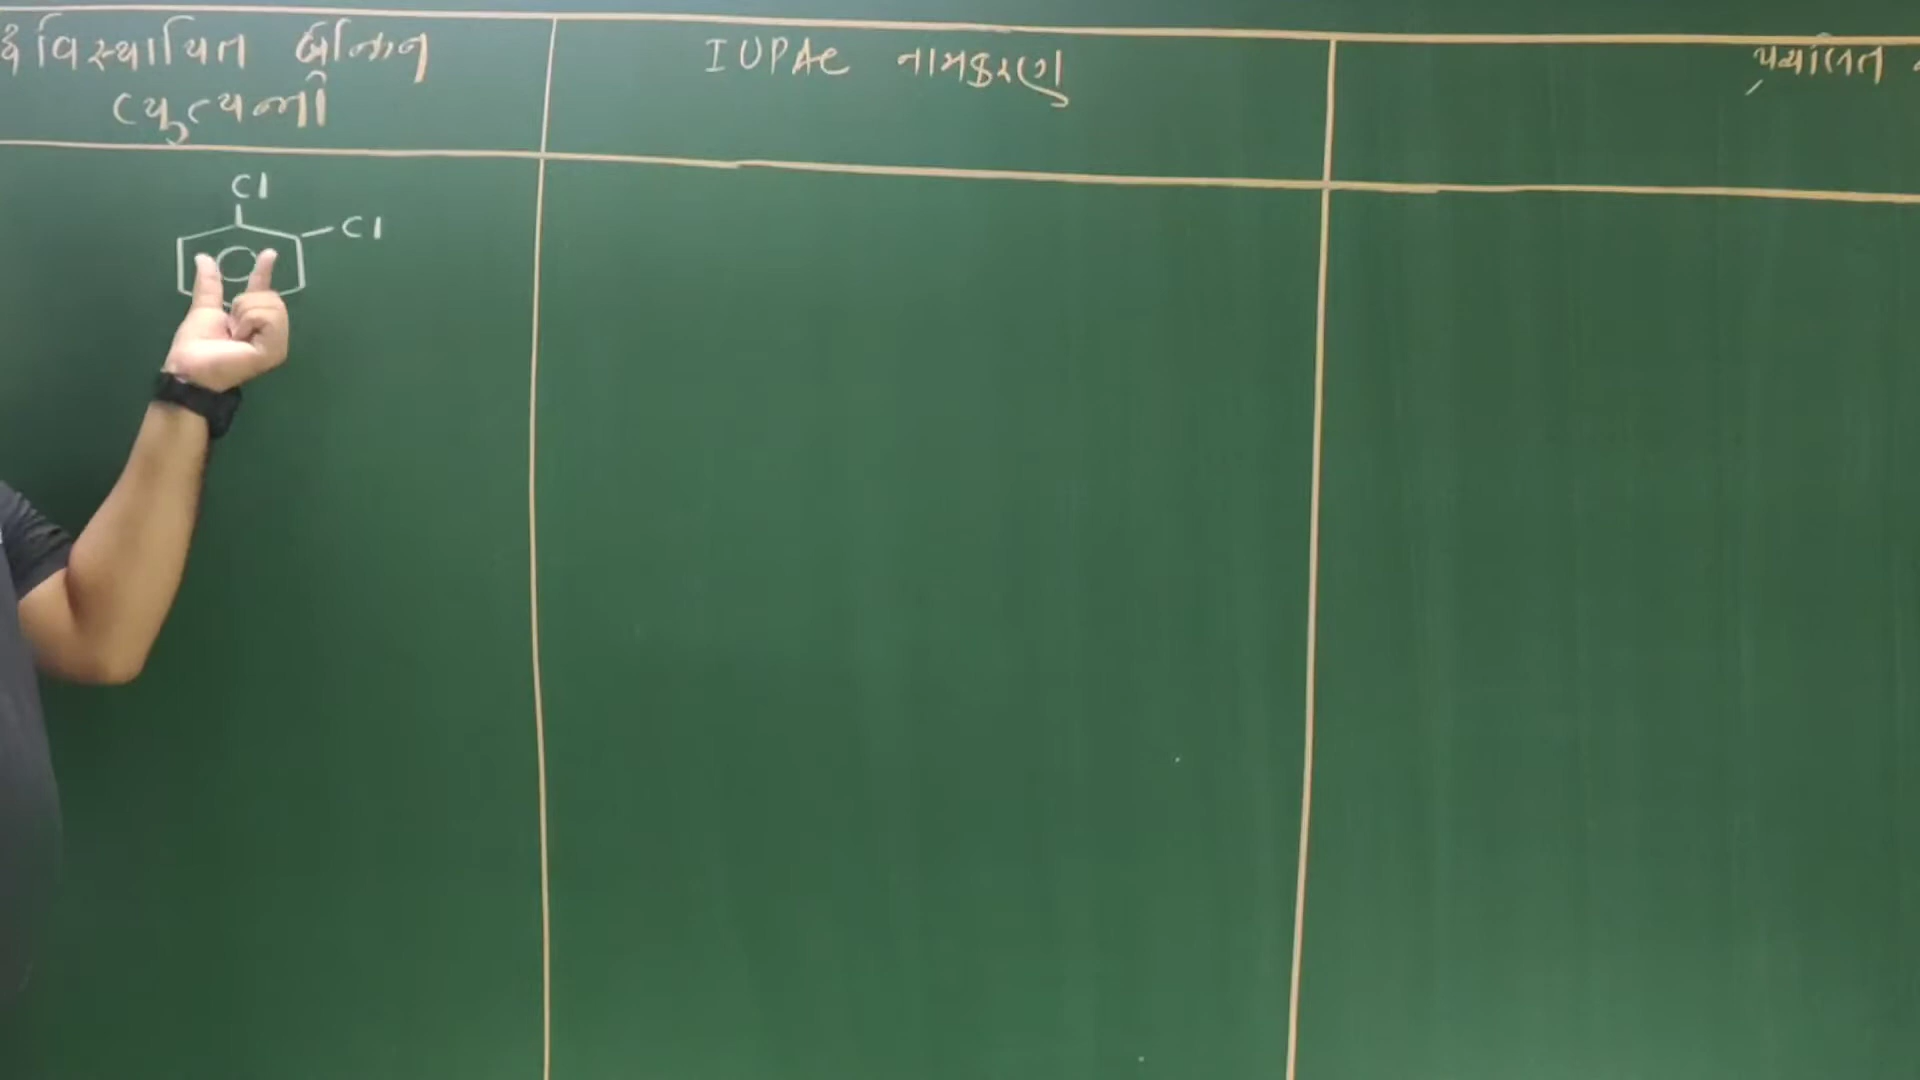 દ્વિવિસ્થાપિત બેન્ઝિન
વ્યુત્પન્નો
IUPAC નામકરણ
પ્રચલિત
Cl
Cl